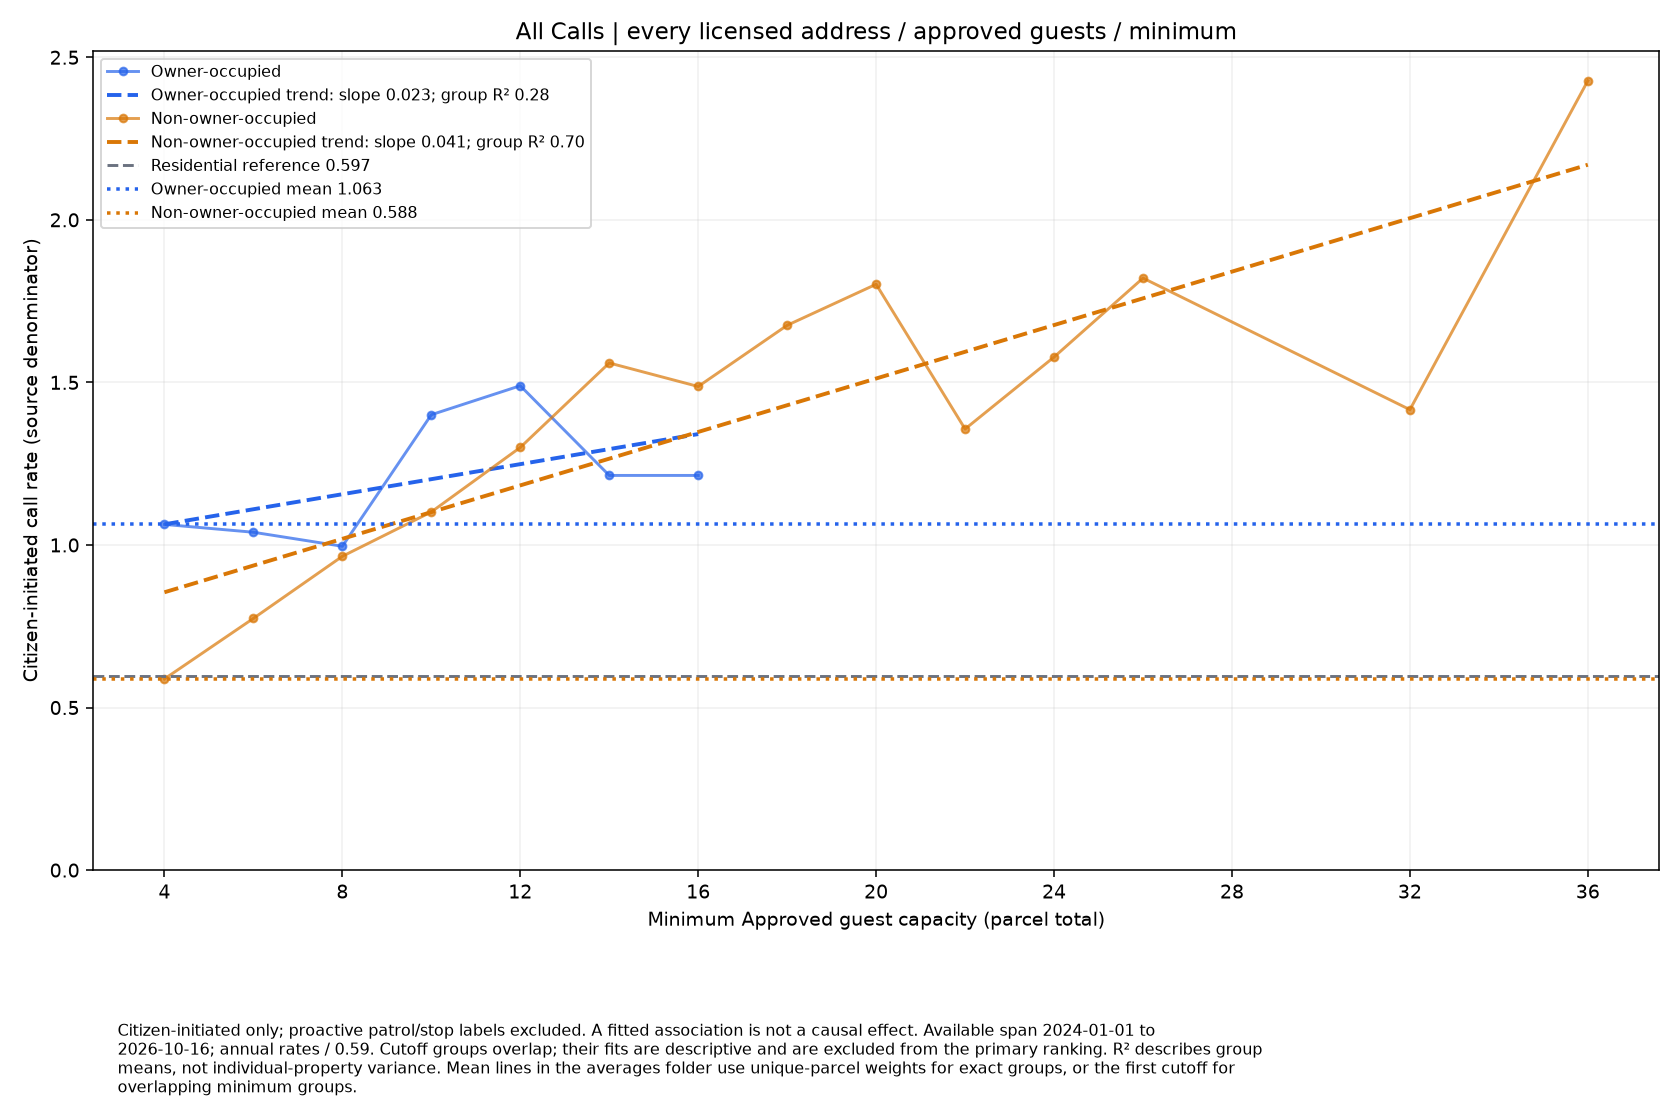 All Calls | every licensed address / approved guests / minimum
Owner-occupied
Owner-occupied trend: slope 0.023; group R² 0.28
Non-owner-occupied
Non-owner-occupied trend: slope 0.041; group R² 0.70
Residential reference 0.597
Owner-occupied mean 1.063
Non-owner-occupied mean 0.588
Citizen-initiated call rate (source denominator)
2.5
2.0
1.5
1.0
0.5
0.0
4 8 12 16 20 24 28 32 36
Minimum Approved guest capacity (parcel total)
Citizen-initiated only; proactive patrol/stop labels excluded. A fitted association is not a causal effect. Available span 2024-01-01 to
2026-10-16; annual rates / 0.59. Cutoff groups overlap; their fits are descriptive and are excluded from the primary ranking. R² describes group
means, not individual-property variance. Mean lines in the averages folder use unique-parcel weights for exact groups, or the first cutoff for
overlapping minimum groups.